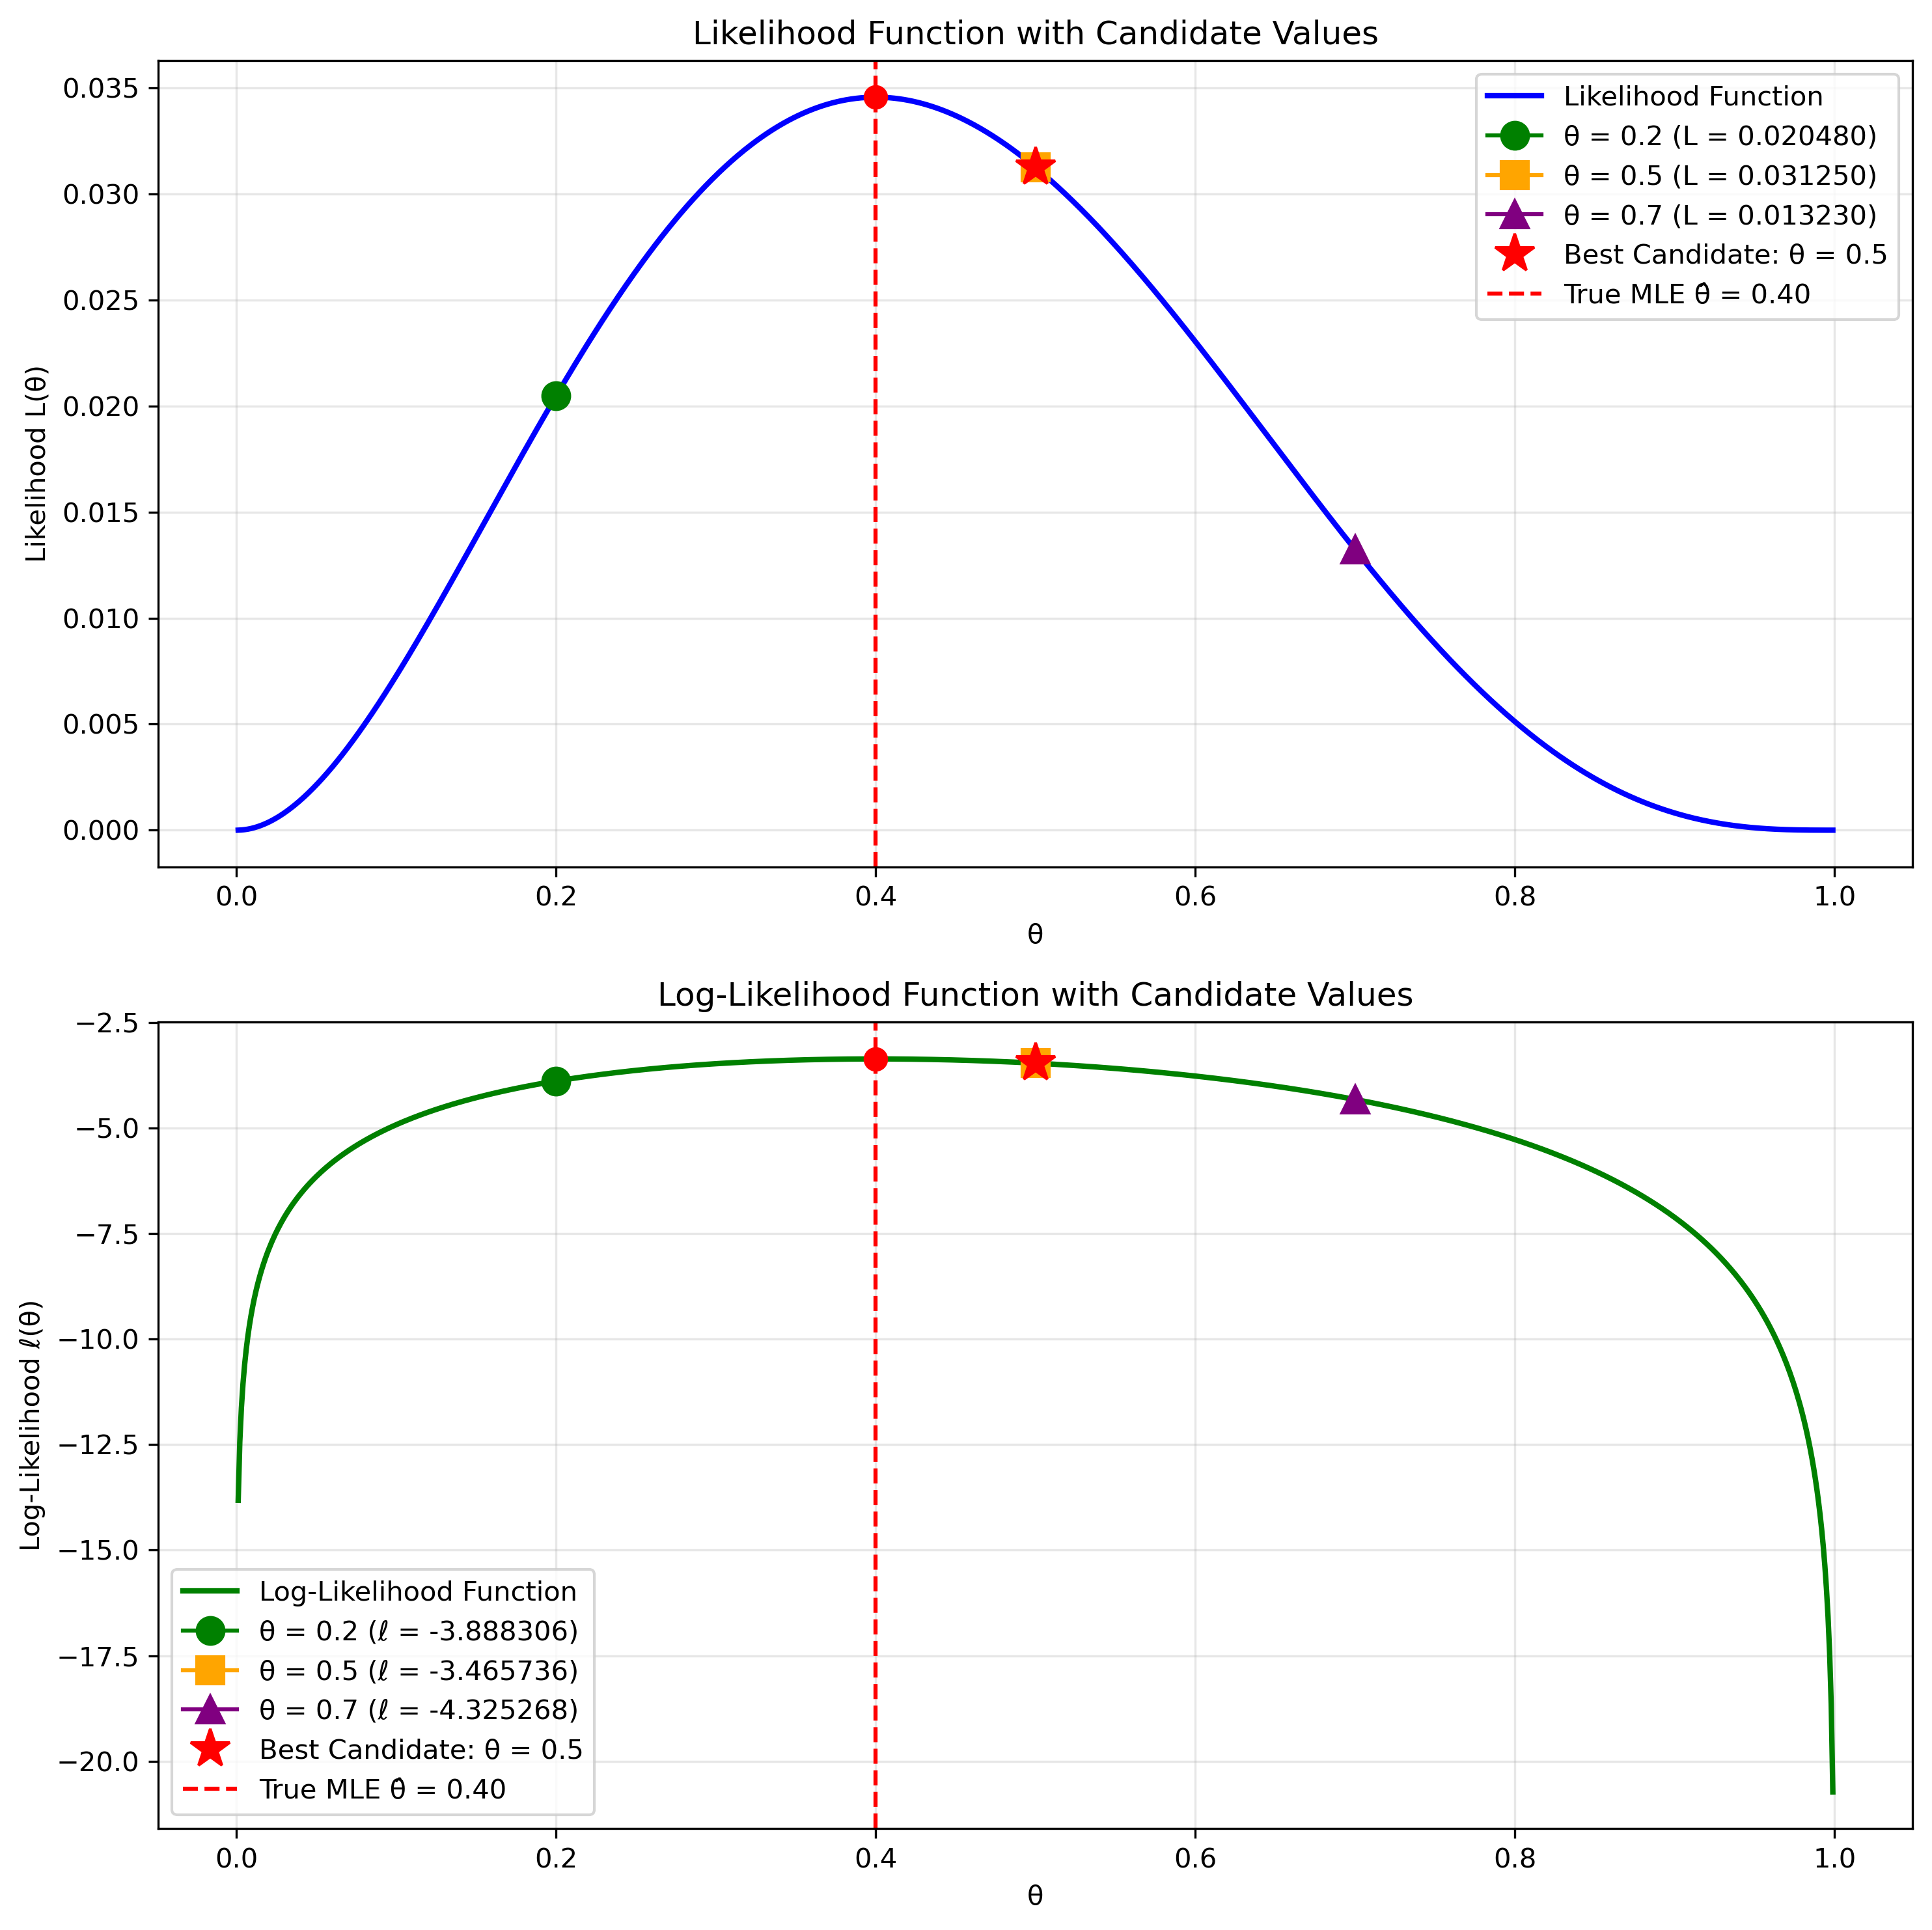 Likelihood Function with Candidate Values
Likelihood L(θ)
0.035
0.030
0.025
0.020
0.015
0.010
0.005
0.000
Likelihood Function
θ = 0.2 (L = 0.020480)
θ = 0.5 (L = 0.031250)
θ = 0.7 (L = 0.013230)
Best Candidate: θ = 0.5
True MLE θ̂ = 0.40
0.0 0.2 0.4 0.6 0.8 1.0
θ
Log-Likelihood Function with Candidate Values
Log-Likelihood ℓ(θ)
−2.5
−5.0
−7.5
−10.0
−12.5
−15.0
−17.5
−20.0
Log-Likelihood Function
θ = 0.2 (ℓ = -3.888306)
θ = 0.5 (ℓ = -3.465736)
θ = 0.7 (ℓ = -4.325268)
Best Candidate: θ = 0.5
True MLE θ̂ = 0.40
0.0 0.2 0.4 0.6 0.8 1.0
θ